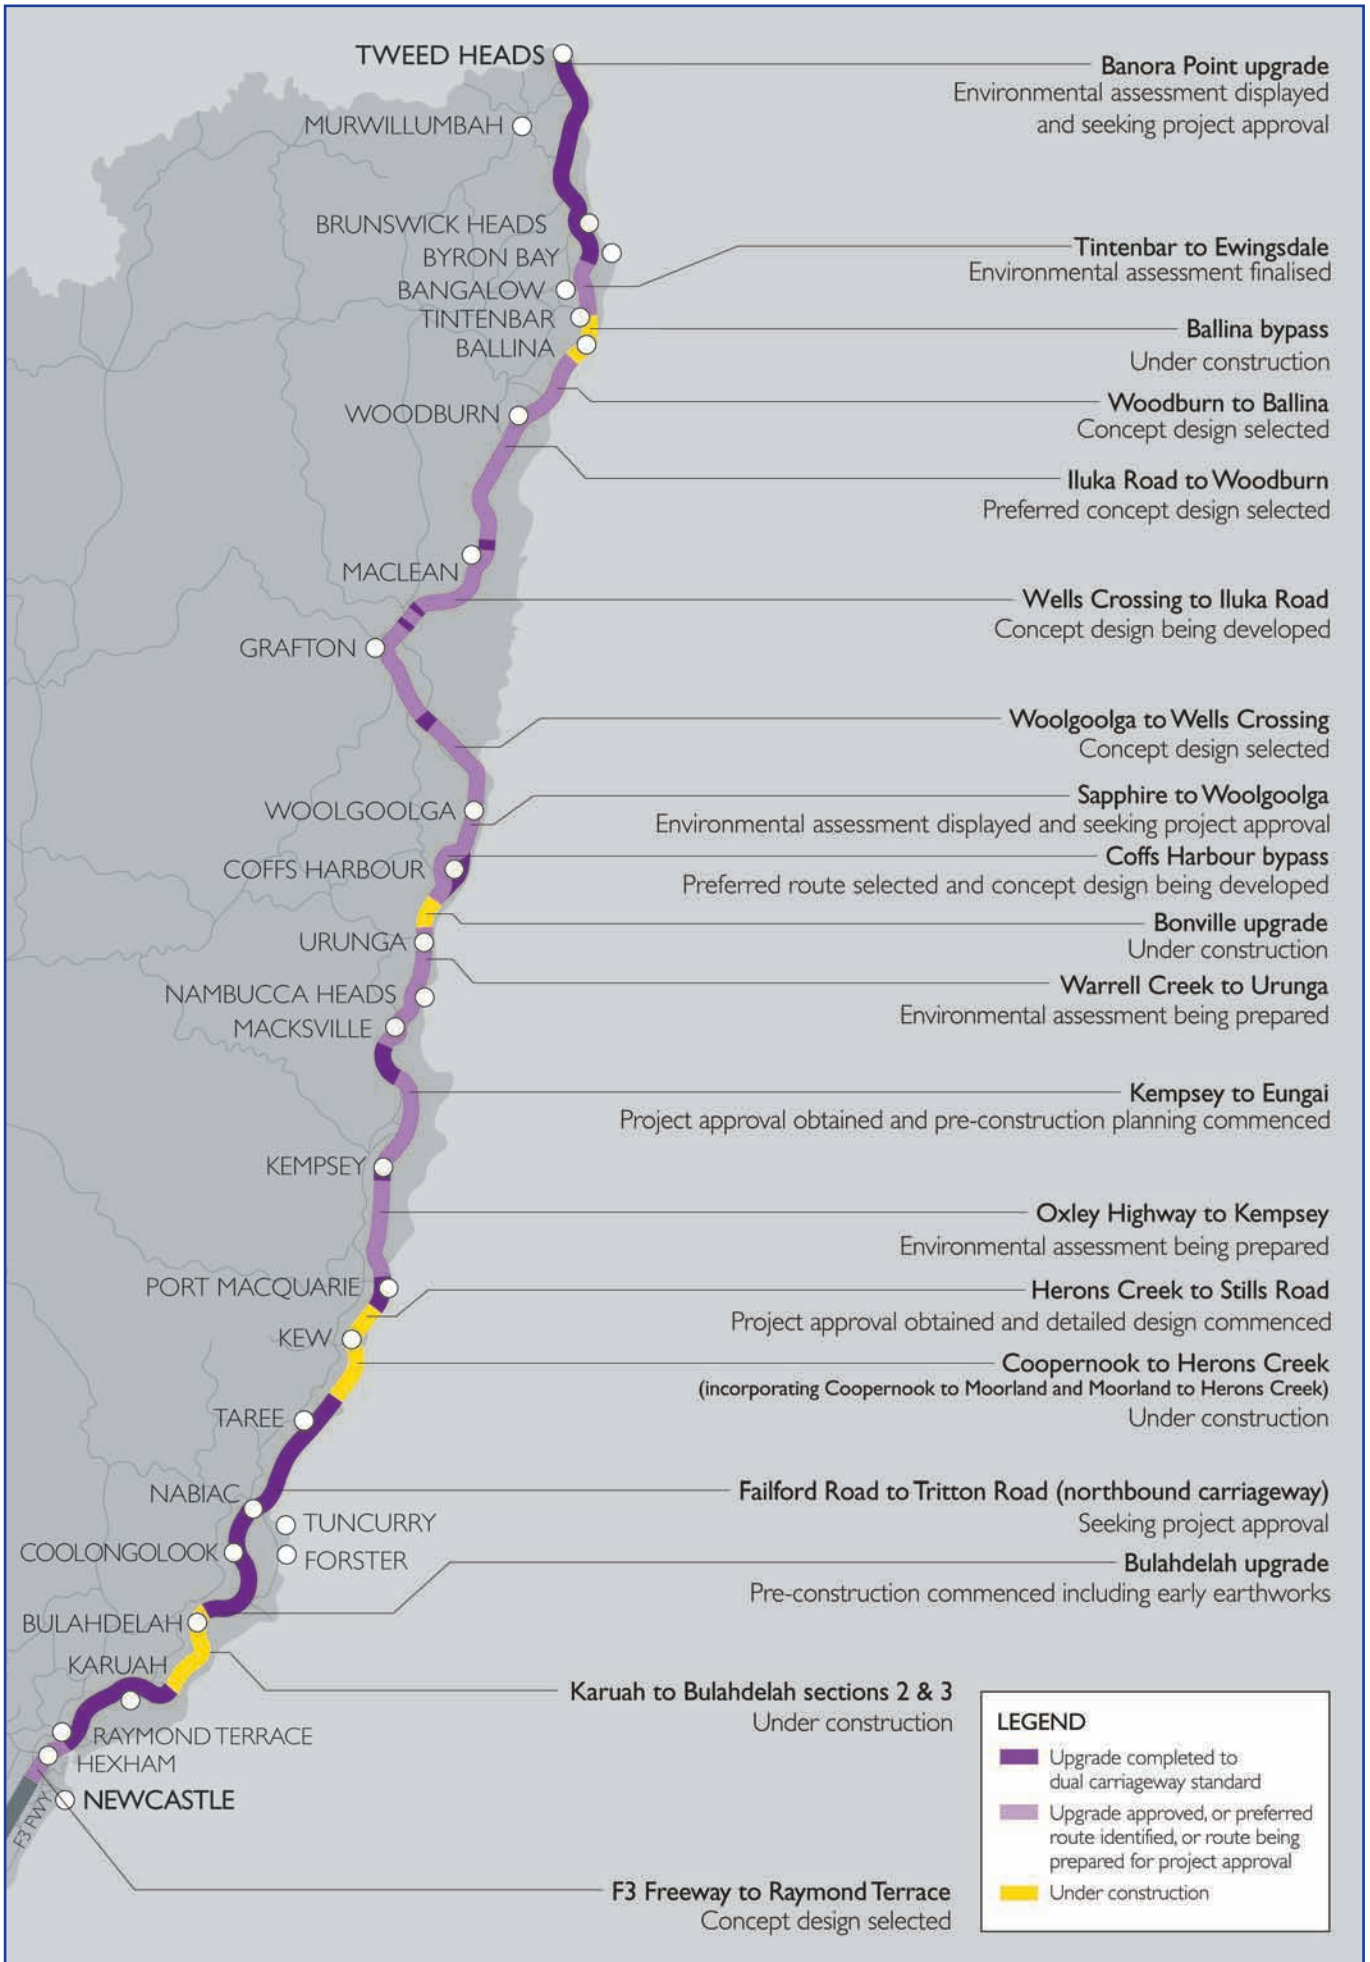 TWEED HEADS
Banora Point upgrade
Environmental assessment displayed
and seeking project approval
MURWILLUMBAH
BRUNSWICK HEADS
BYRON BAY
Tintenbar to Ewingsdale
Environmental assessment finalised
BANGALOW
TINTENBAR
Ballina bypass
Under construction
BALLINA
Woodburn to Ballina
Concept design selected
WOODBURN
Iluka Road to Woodburn
Preferred concept design selected
MACLEAN
Wells Crossing to Iluka Road
Concept design being developed
GRAFTON
Woolgoolga to Wells Crossing
Concept design selected
WOOLGOOLGA
Sapphire to Woolgoolga
Environmental assessment displayed and seeking project approval
COFFS HARBOUR
Coffs Harbour bypass
Preferred route selected and concept design being developed
Bonville upgrade
Under construction
URUNGA
Warrell Creek to Urunga
Environmental assessment being prepared
NAMBUCCA HEADS
MACKSVILLE
Kempsey to Eungai
Project approval obtained and pre-construction planning commenced
KEMPSEY
Oxley Highway to Kempsey
Environmental assessment being prepared
PORT MACQUARIE
Herons Creek to Stills Road
Project approval obtained and detailed design commenced
KEW
Coopernook to Herons Creek
(incorporating Coopernook to Moorland and Moorland to Herons Creek)
Under construction
TAREE
NABIAC
Failford Road to Tritton Road (northbound carriageway)
Seeking project approval
TUNCURRY
COOLONGOLOOK
FORSTER
Bulahdelah upgrade
Pre-construction commenced including early earthworks
BULAHDELAH
KARUAH
Karuah to Bulahdelah sections 2 & 3
Under construction
RAYMOND TERRACE
HEXHAM
NEWCASTLE
F3 FWY
F3 Freeway to Raymond Terrace
Concept design selected
LEGEND
Upgrade completed to
dual carriageway standard
Upgrade approved, or preferred
route identified, or route being
prepared for project approval
Under construction